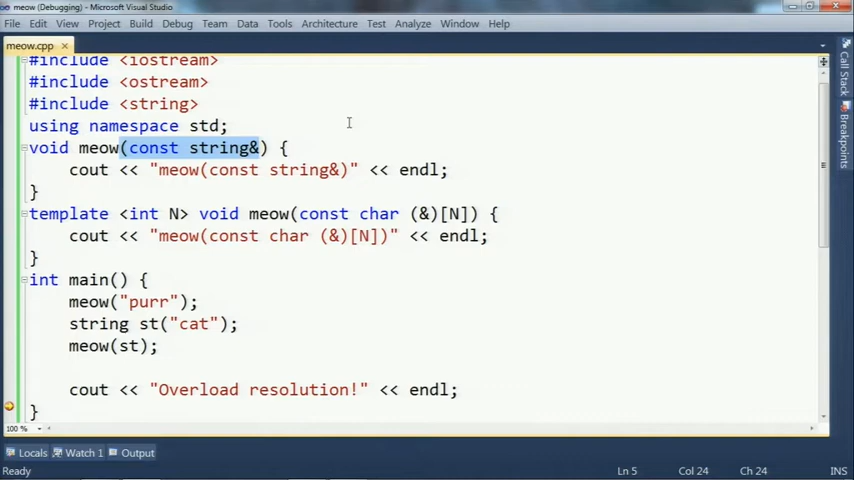 meow (Debugging) - Microsoft Visual Studio
File Edit View Project Build Debug Team Data Tools Architecture Test Analyze Window Help
meow.cpp ×
#include <iostream>
#include <ostream>
#include <string>
using namespace std;
void meow(const string&) {
cout << "meow(const string&)" << endl;
}
template <int N> void meow(const char (&)[N]) {
cout << "meow(const char (&)[N])" << endl;
}
int main() {
meow("purr");
string st("cat");
meow(st);
cout << "Overload resolution!" << endl;
}
100 %
Call Stack
Breakpoints
Locals Watch 1 Output
Ready Ln 5 Col 24 Ch 24 INS